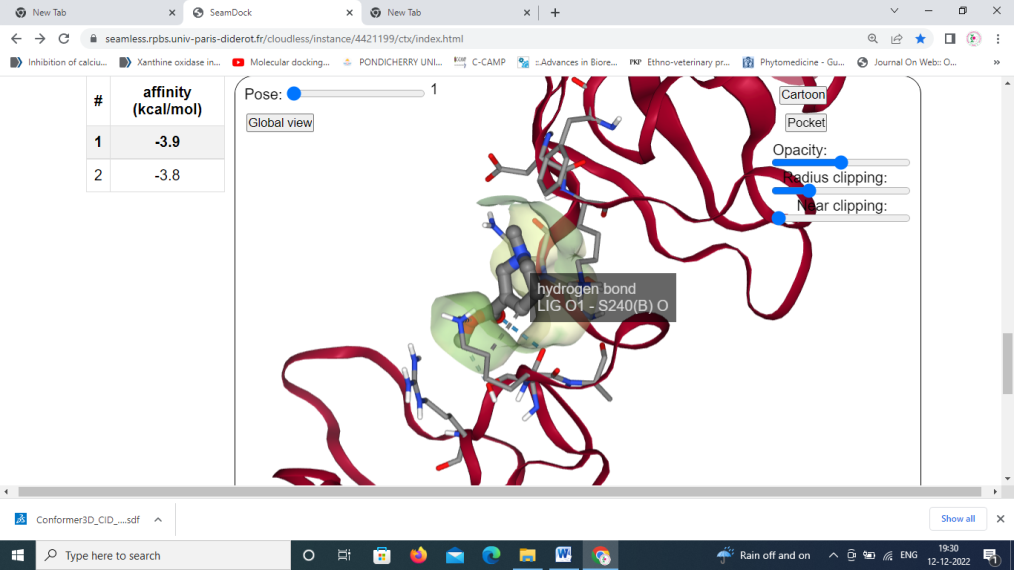 New Tab
SeamDock
New Tab
seamless.rpbs.univ-paris-diderot.fr/cloudless/instance/4421199/ctx/index.html
Inhibition of calciu...
Xanthine oxidase in...
Molecular docking...
PONDICHERRY UNI...
C-CAMP
::.Advances in Biore...
PKP Ethno-veterinary pr...
Phytomedicine - Gu...
Journal On Web:: O...
»
# affinity (kcal/mol)
1 -3.9
2 -3.8
Pose: 1
Global view
Cartoon
Pocket
Opacity:
Radius clipping:
Near clipping:
hydrogen bond
LIG O1 - S240(B) O
Conformer3D_CID_....sdf
Show all
Type here to search
Rain off and on
ENG
19:30
12-12-2022
1